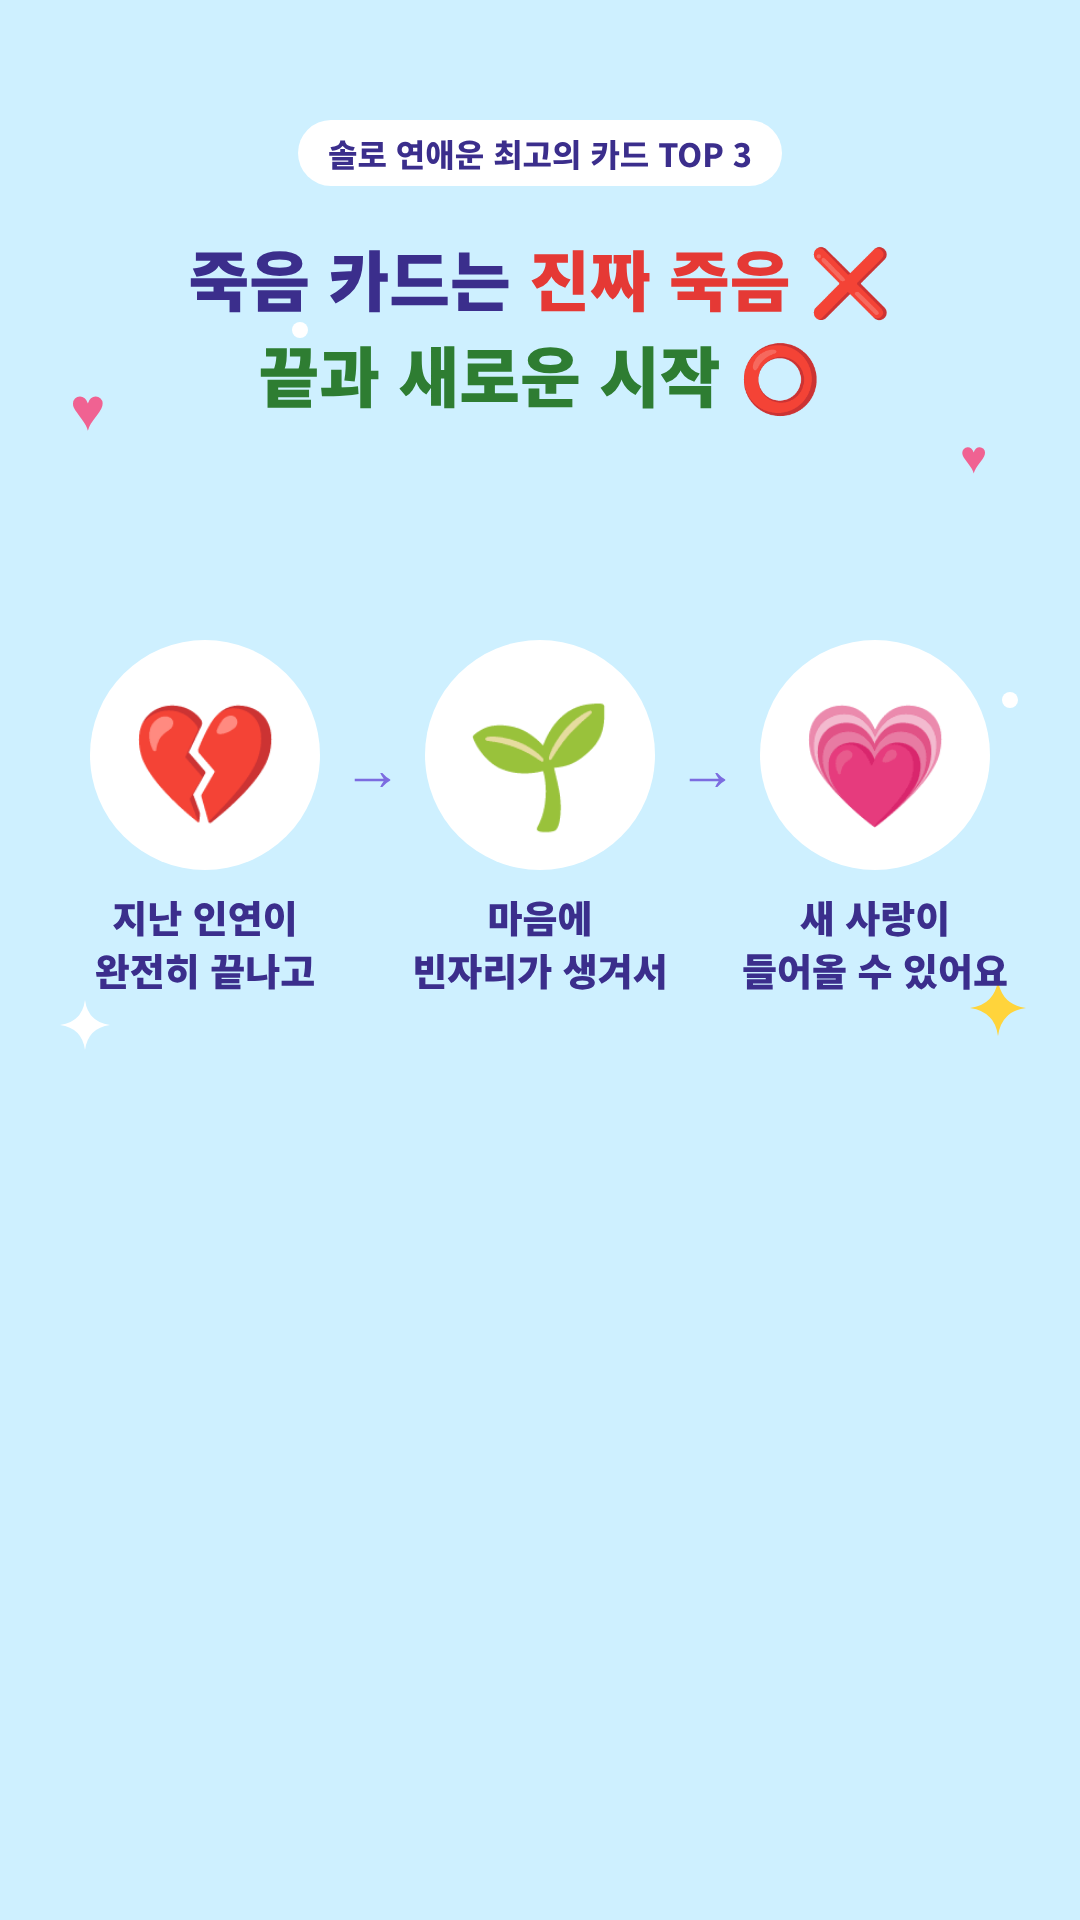 솔로 연애운 최고의 카드 TOP 3
죽음 카드는 진짜 죽음 ❌
끝과 새로운 시작 ⭕
→ →
지난 인연이
완전히 끝나고
마음에
빈자리가 생겨서
새 사랑이
들어올 수 있어요